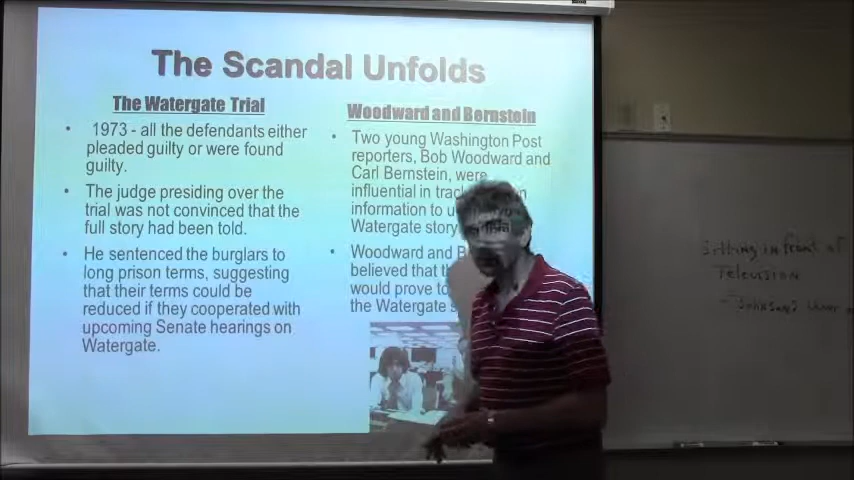 The Scandal Unfolds
The Watergate Trial
• 1973 - all the defendants either
pleaded guilty or were found
guilty.
• The judge presiding over the
trial was not convinced that the
full story had been told.
• He sentenced the burglars to
long prison terms, suggesting
that their terms could be
reduced if they cooperated with
upcoming Senate hearings on
Watergate.
Woodward and Bernstein
• Two young Washington Post
reporters, Bob Woodward and
Carl Bernstein, were
influential in
information to
Watergate story
• Woodward and
believed that
would prove to
the Watergate
Sitting in front of
Television